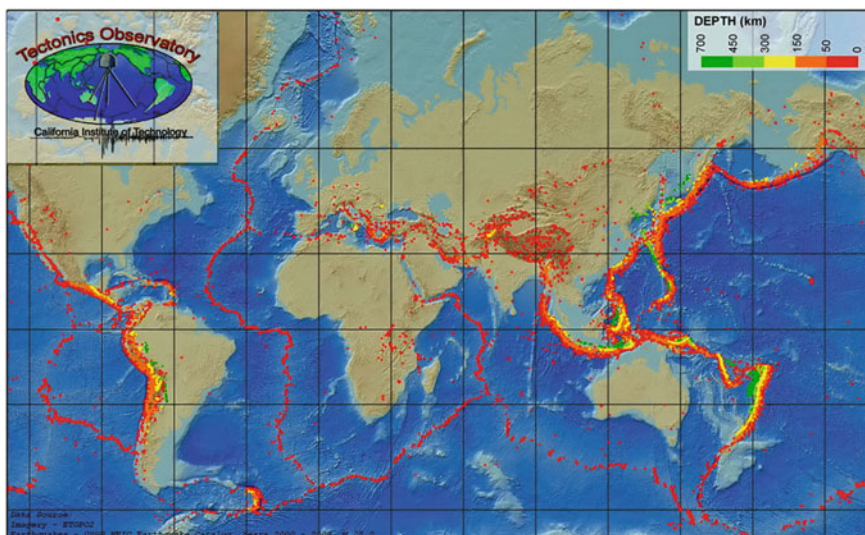 Tectonics Observatory
California Institute of Technology
DEPTH (km)
700
450
300
150
50
0
Data Source
Imagery - ETOPO2